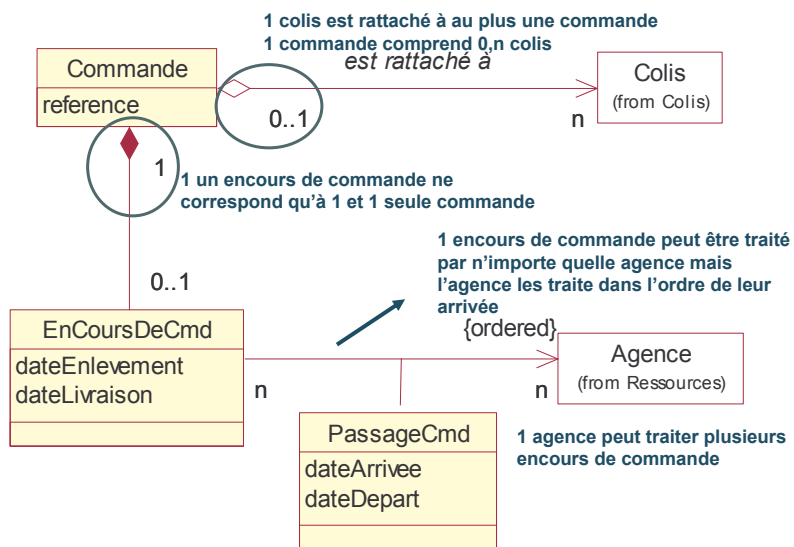 1 colis est rattaché à au plus une commande
1 commande comprend 0,n colis
est rattaché à
Commande
reference
0..1
n
Colis
(from Colis)
1
1 un encours de commande ne
correspond qu'à 1 et 1 seule commande
0..1
1 encours de commande peut être traité
par n'importe quelle agence mais
l'agence les traite dans l'ordre de leur
arrivée
{ordered}
EnCoursDeCmd
dateEnlevement
dateLivraison
n
n
Agence
(from Ressources)
PassageCmd
dateArrivee
dateDepart
1 agence peut traiter plusieurs
encours de commande